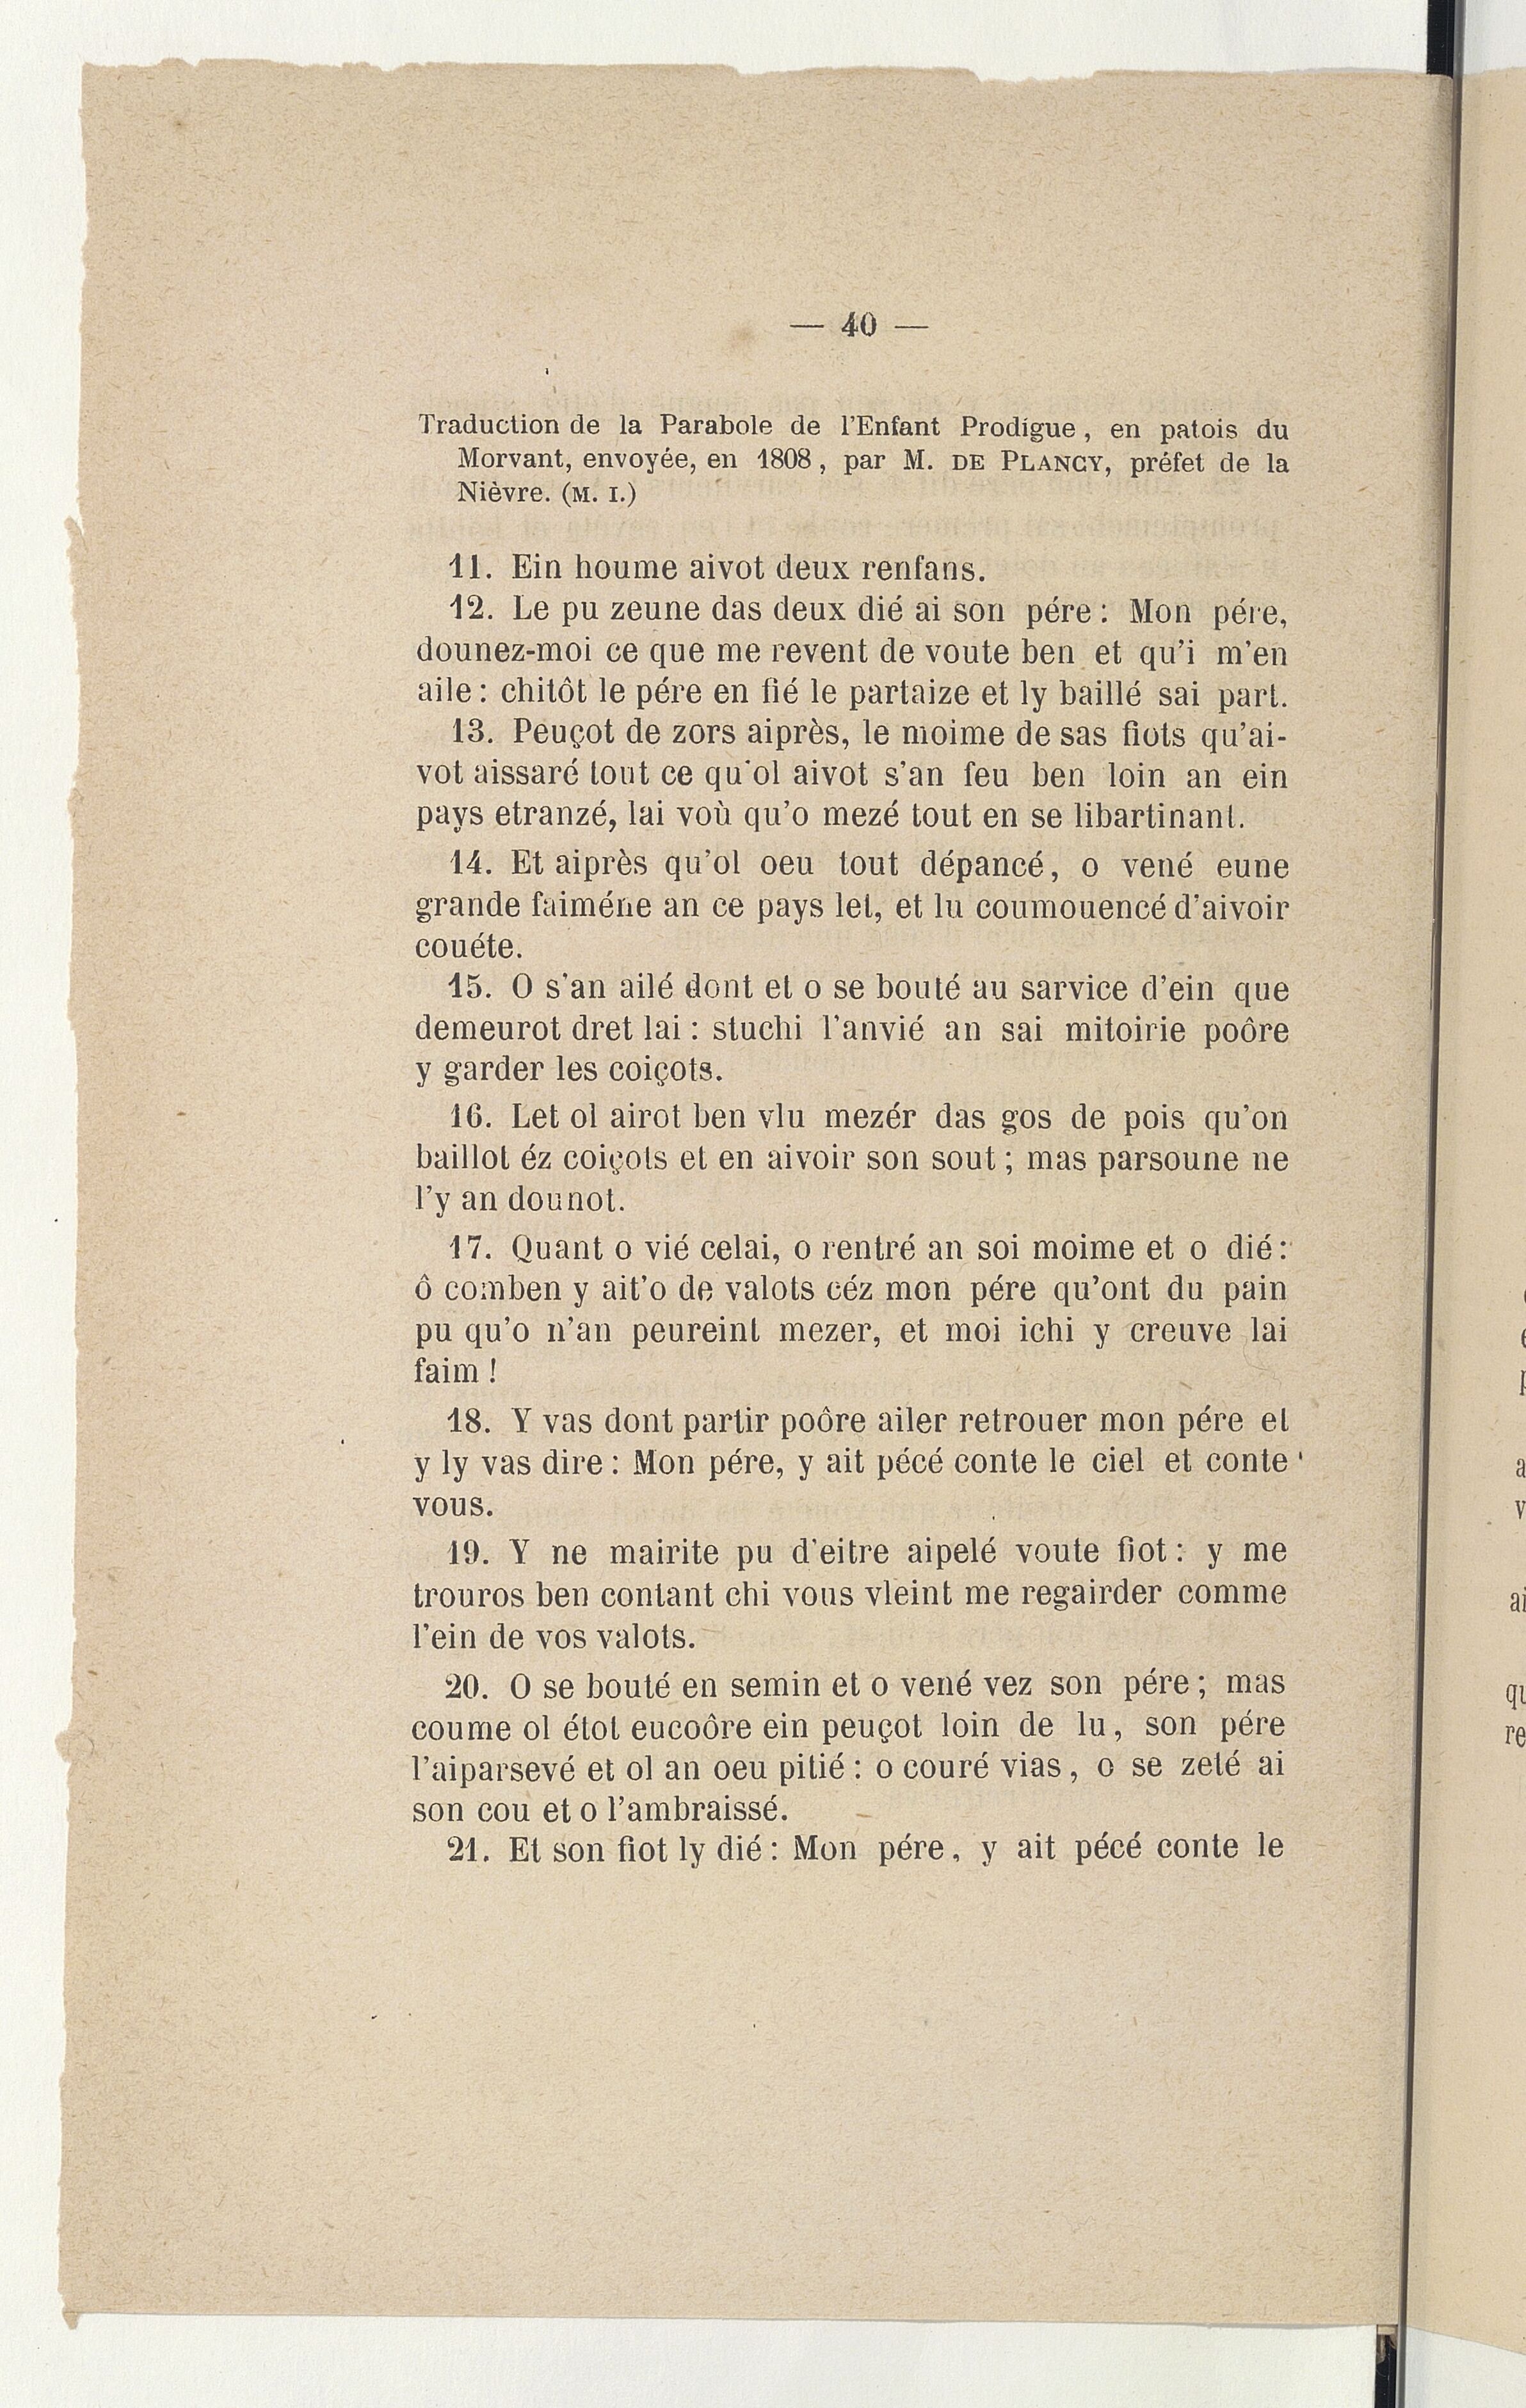 — 40 —
Traduction de la Parabole de l'Enfant Prodigue, en patois du
Morvant, envoyée, en 1808, par M. DE PLANCY, préfet de la
Nièvre. (M. I.)
11. Ein houme aivot deux renfans.
12. Le pu zeune das deux dié ai son pére : Mon pére,
dounez-moi ce que me revent de voute ben et qu'i m'en
aile : chitôt le pére en fié le partaize et ly baillé sai part.
13. Peuçot de zors aiprès, le moime de sas fiots qu'ai-
vot aissaré tout ce qu'ol aivot s'an feu ben loin an ein
pays etranzé, lai voù qu'o mezé tout en se libartinant.
14. Et aiprès qu'ol oeu tout dépancé, o vené eune
grande faiméne an ce pays let, et lu coumouencé d'aivoir
couéte.
15. O s'an ailé dont et o se bouté au sarvice d'ein que
demeurot dret lai : stuchi l'anvié an sai mitoirie poôre
y garder les coiçots.
16. Let ol airot ben vlu mezér das gos de pois qu'on
baillot éz coiçots et en aivoir son sout ; mas parsoune ne
l'y an dounot.
17. Quant o vié celai, o rentré an soi moime et o dié :
ô comben y ait'o de valots céz mon pére qu'ont du pain
pu qu'o n'an peureint mezer, et moi ichi y creuve lai
faim !
18. Y vas dont partir poôre ailer retrouer mon pére et
y ly vas dire : Mon pére, y ait pécé conte le ciel et conte
vous.
19. Y ne mairite pu d'eitre aipelé voute fiot : y me
trouros ben contant chi vous vleint me regairder comme
l'ein de vos valots.
20. O se bouté en semin et o vené vez son pére ; mas
coume ol étot eucoôre ein peuçot loin de lu, son pére
l'aiparsevé et ol an oeu pitié : o couré vias, o se zeté ai
son cou et o l'ambraissé.
21. Et son fiot ly dié : Mon pére, y ait pécé conte le